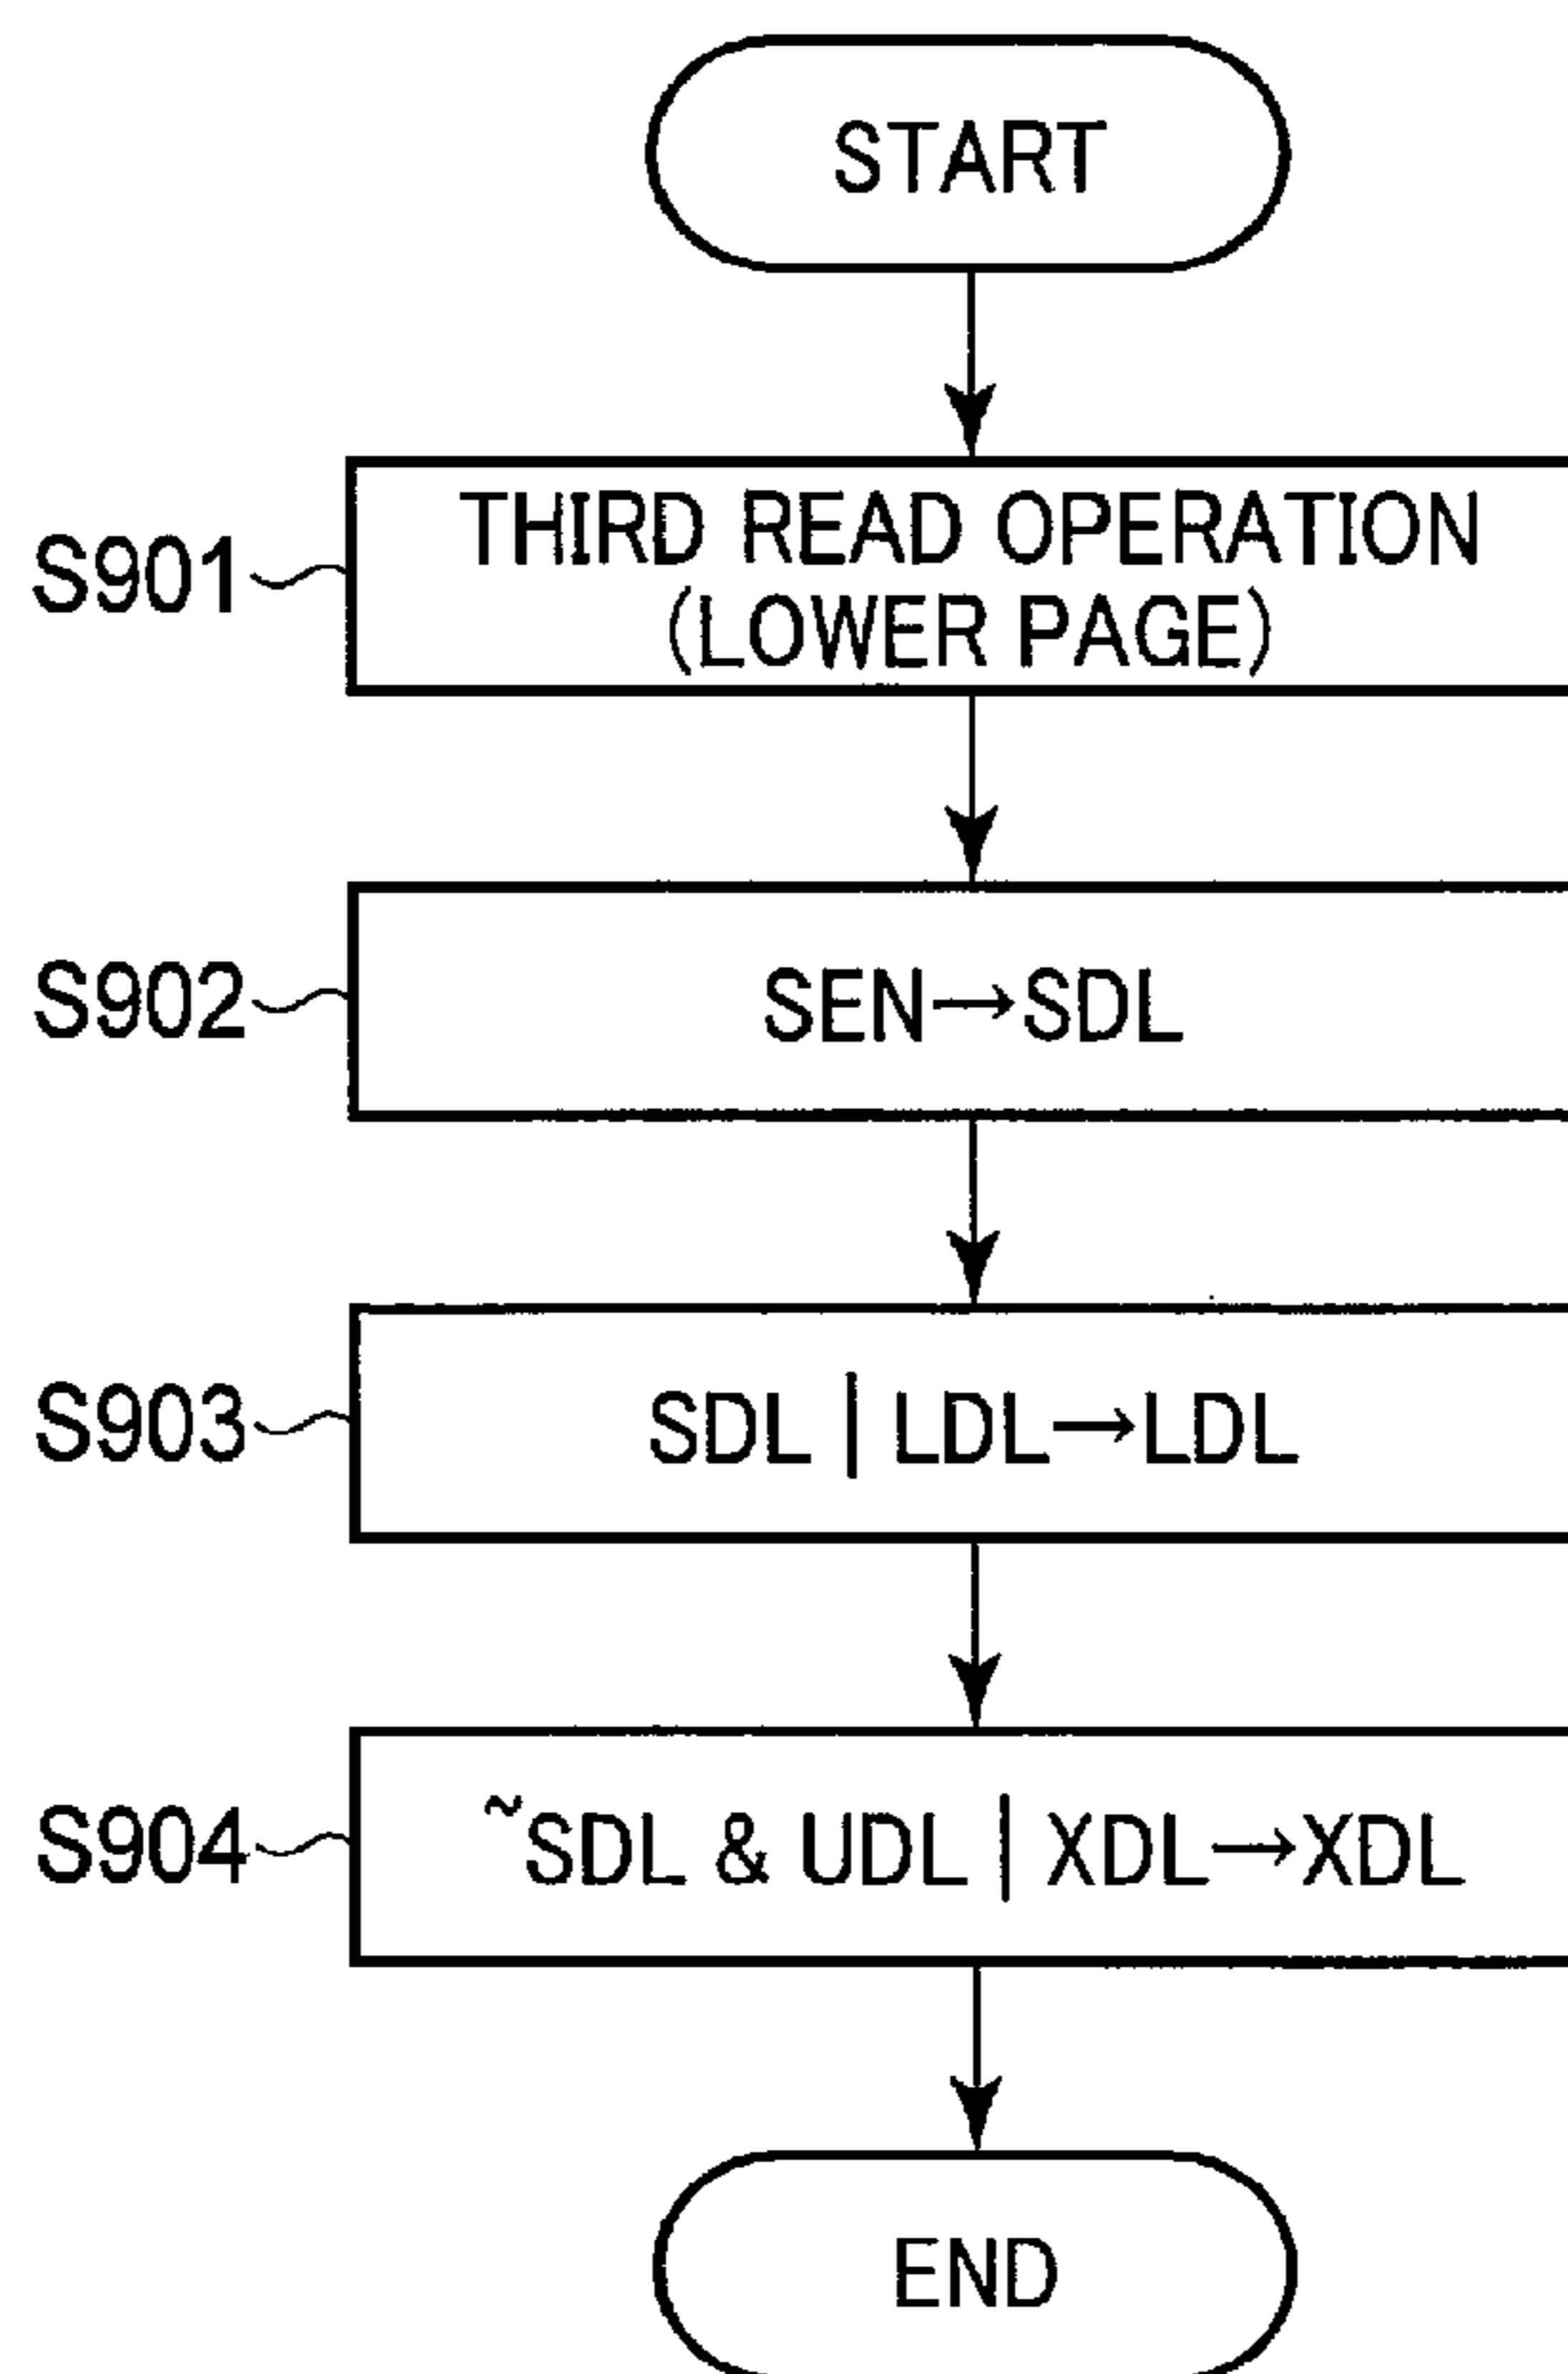 START
S901
THIRD READ OPERATION
(LOWER PAGE)
S902
SEN→SDL
S903
SDL | LDL→LDL
S904
~SDL & UDL | XDL→XDL
END